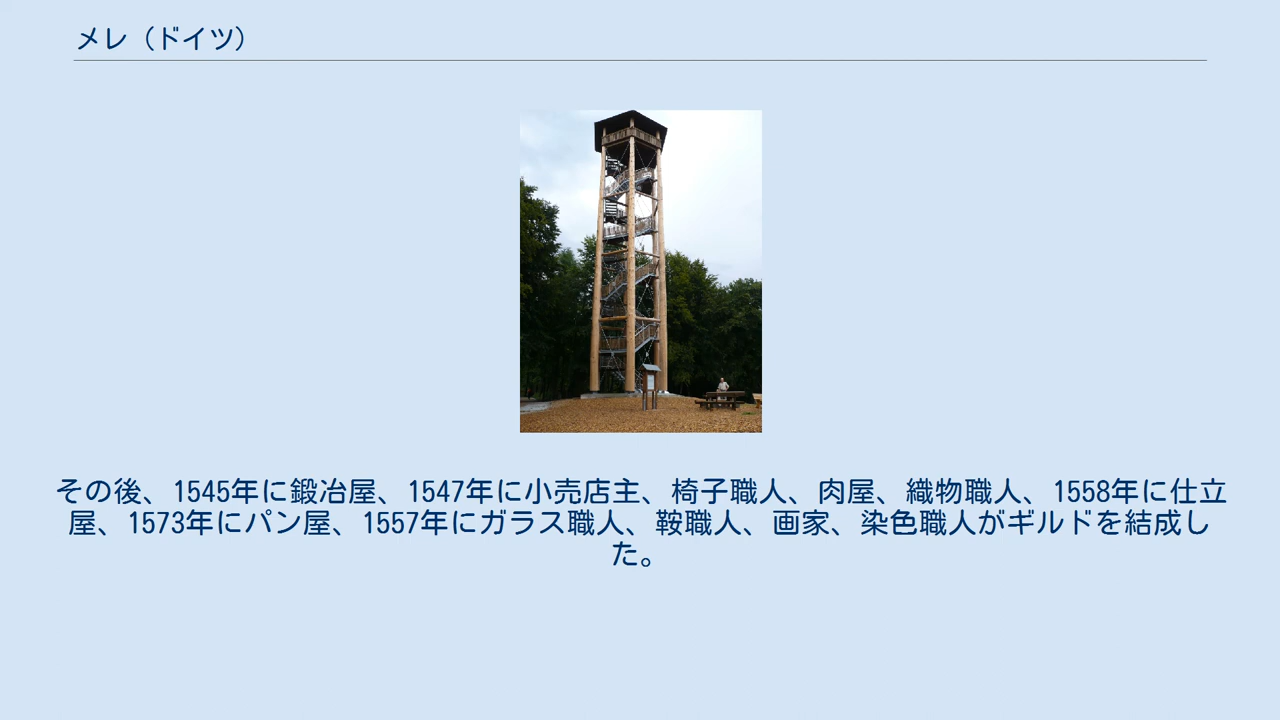 メレ（ドイツ）
その後、1545年に鍛冶屋、1547年に小売店主、椅子職人、肉屋、織物職人、1558年に仕立
屋、1573年にパン屋、1557年にガラス職人、鞍職人、画家、染色職人がギルドを結成し
た。